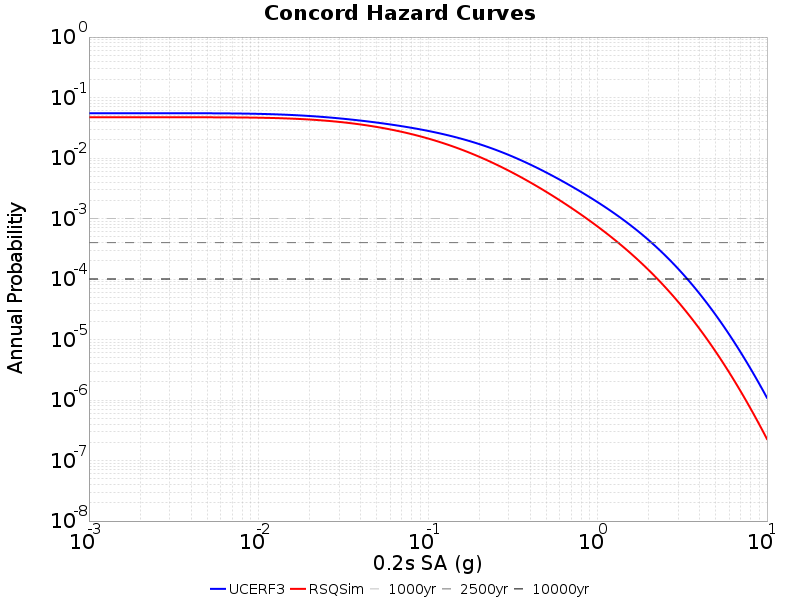 Concord Hazard Curves
Annual Probabilitiy
10^0
10^-1
10^-2
10^-3
10^-4
10^-5
10^-6
10^-7
10^-8
10^-3 10^-2 10^-1 10^0 10^1
0.2s SA (g)
UCERF3 RSQSim 1000yr 2500yr 10000yr